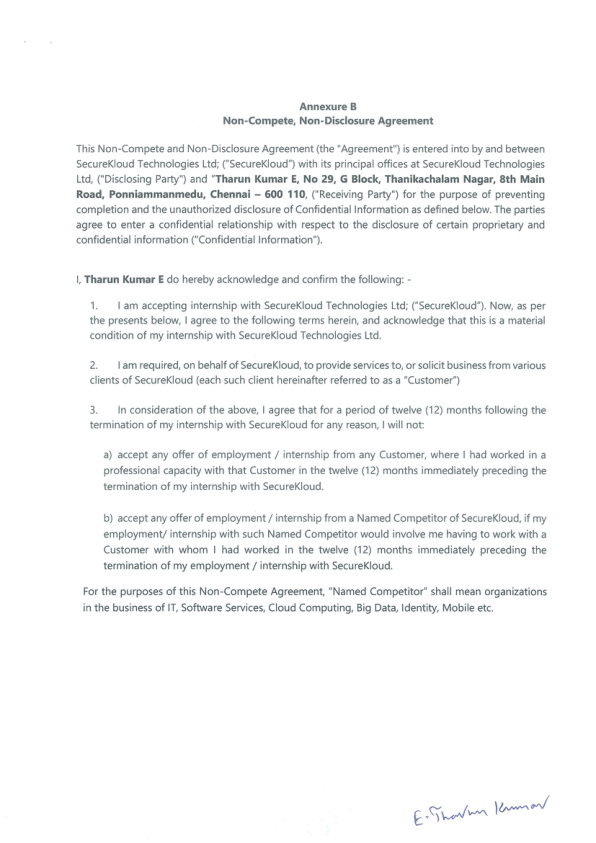 Annexure B
Non-Compete, Non-Disclosure Agreement
This Non-Compete and Non-Disclosure Agreement (the "Agreement") is entered into by and between
SecureKloud Technologies Ltd; ("SecureKloud") with its principal offices at SecureKloud Technologies
Ltd, ("Disclosing Party") and "Tharun Kumar E, No 29, G Block, Thanikachalam Nagar, 8th Main
Road, Ponniammanmedu, Chennai – 600 110, ("Receiving Party") for the purpose of preventing
completion and the unauthorized disclosure of Confidential Information as defined below. The parties
agree to enter a confidential relationship with respect to the disclosure of certain proprietary and
confidential information ("Confidential Information").
I, Tharun Kumar E do hereby acknowledge and confirm the following: -
1. I am accepting internship with SecureKloud Technologies Ltd; ("SecureKloud"). Now, as per
the presents below, I agree to the following terms herein, and acknowledge that this is a material
condition of my internship with SecureKloud Technologies Ltd.
2. I am required, on behalf of SecureKloud, to provide services to, or solicit business from various
clients of SecureKloud (each such client hereinafter referred to as a "Customer")
3. In consideration of the above, I agree that for a period of twelve (12) months following the
termination of my internship with SecureKloud for any reason, I will not:
a) accept any offer of employment / internship from any Customer, where I had worked in a
professional capacity with that Customer in the twelve (12) months immediately preceding the
termination of my internship with SecureKloud.
b) accept any offer of employment / internship from a Named Competitor of SecureKloud, if my
employment/ internship with such Named Competitor would involve me having to work with a
Customer with whom I had worked in the twelve (12) months immediately preceding the
termination of my employment / internship with SecureKloud.
For the purposes of this Non-Compete Agreement, "Named Competitor" shall mean organizations
in the business of IT, Software Services, Cloud Computing, Big Data, Identity, Mobile etc.
E. Tharun Kumar